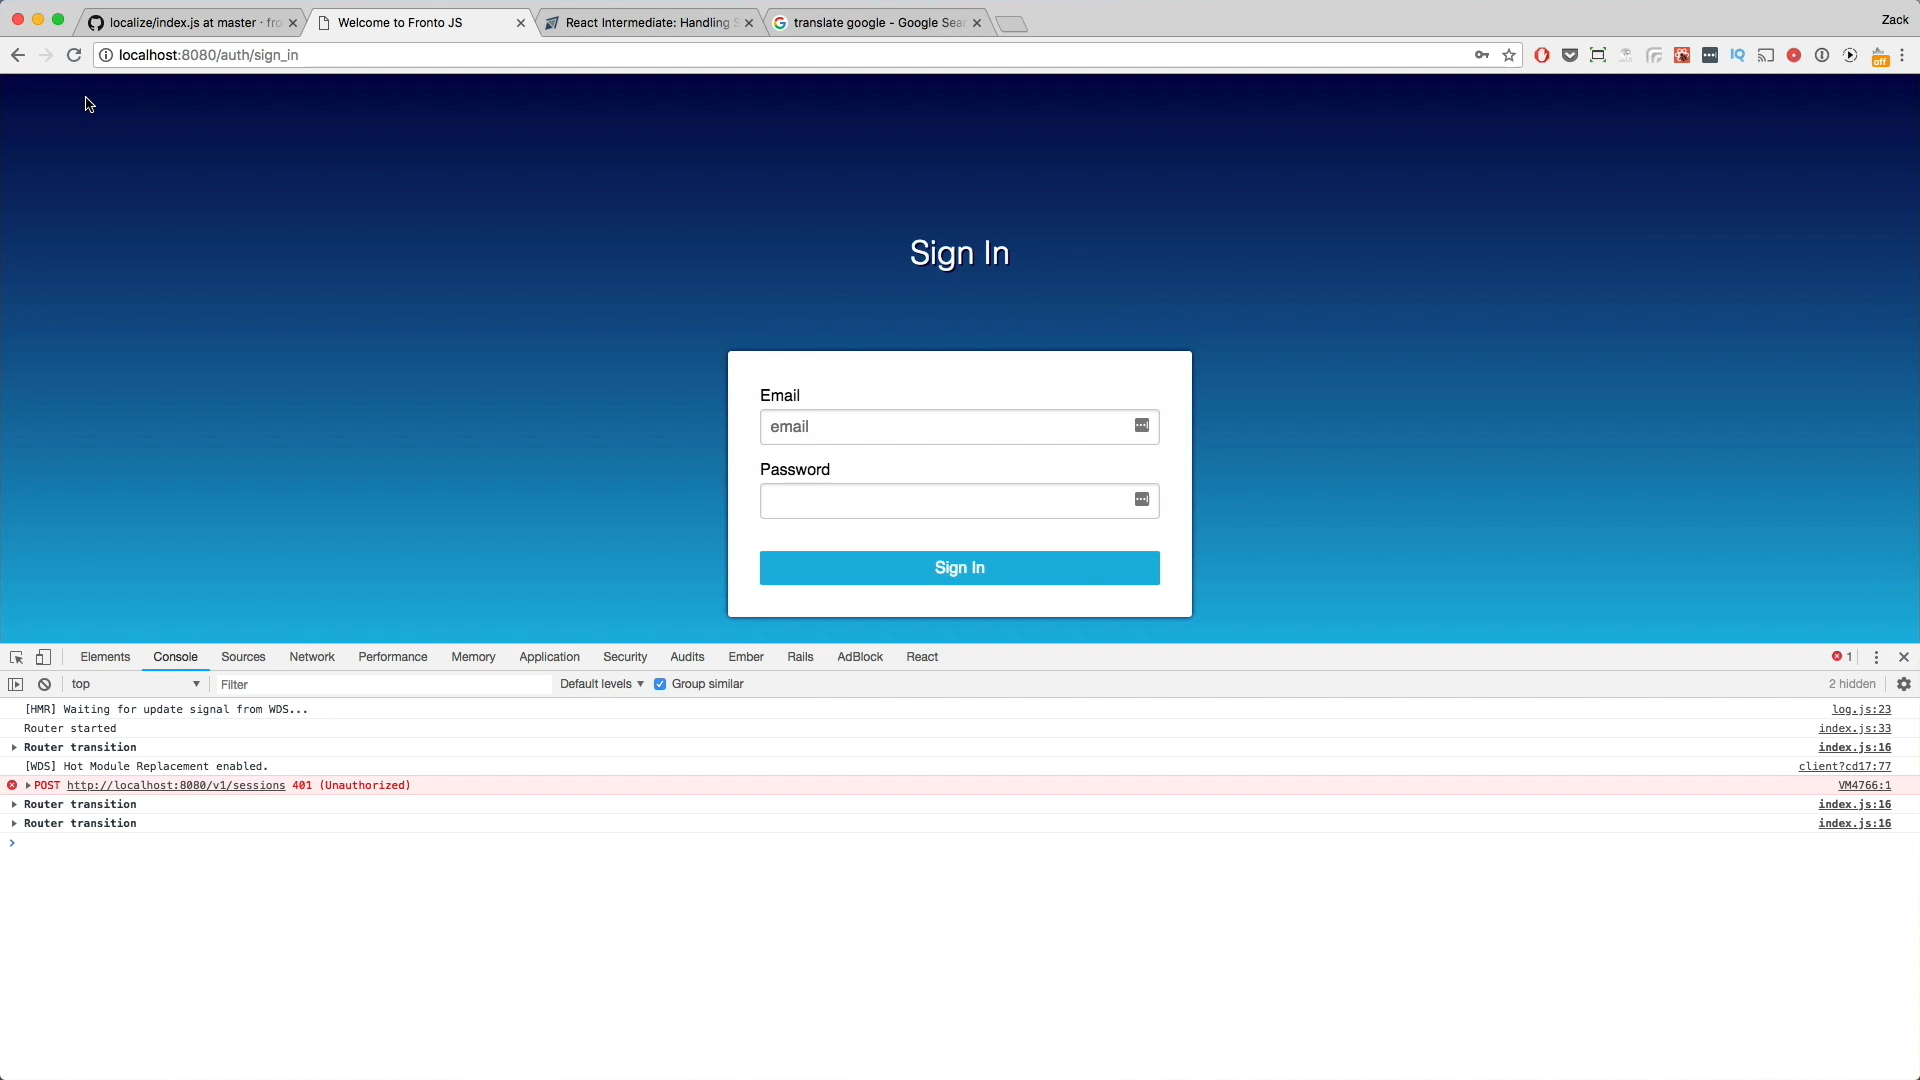 localize/index.js at master · fro
Welcome to Fronto JS
React Intermediate: Handling S
translate google - Google Sear
Zack
localhost:8080/auth/sign_in
off
Sign In
Email
email
Password
Sign In
Elements
Console
Sources
Network
Performance
Memory
Application
Security
Audits
Ember
Rails
AdBlock
React
1
top
Filter
Default levels
Group similar
2 hidden
[HMR] Waiting for update signal from WDS... log.js:23
Router started index.js:33
Router transition index.js:16
[WDS] Hot Module Replacement enabled. client?cd17:77
POST http://localhost:8080/v1/sessions 401 (Unauthorized) VM4766:1
Router transition index.js:16
Router transition index.js:16